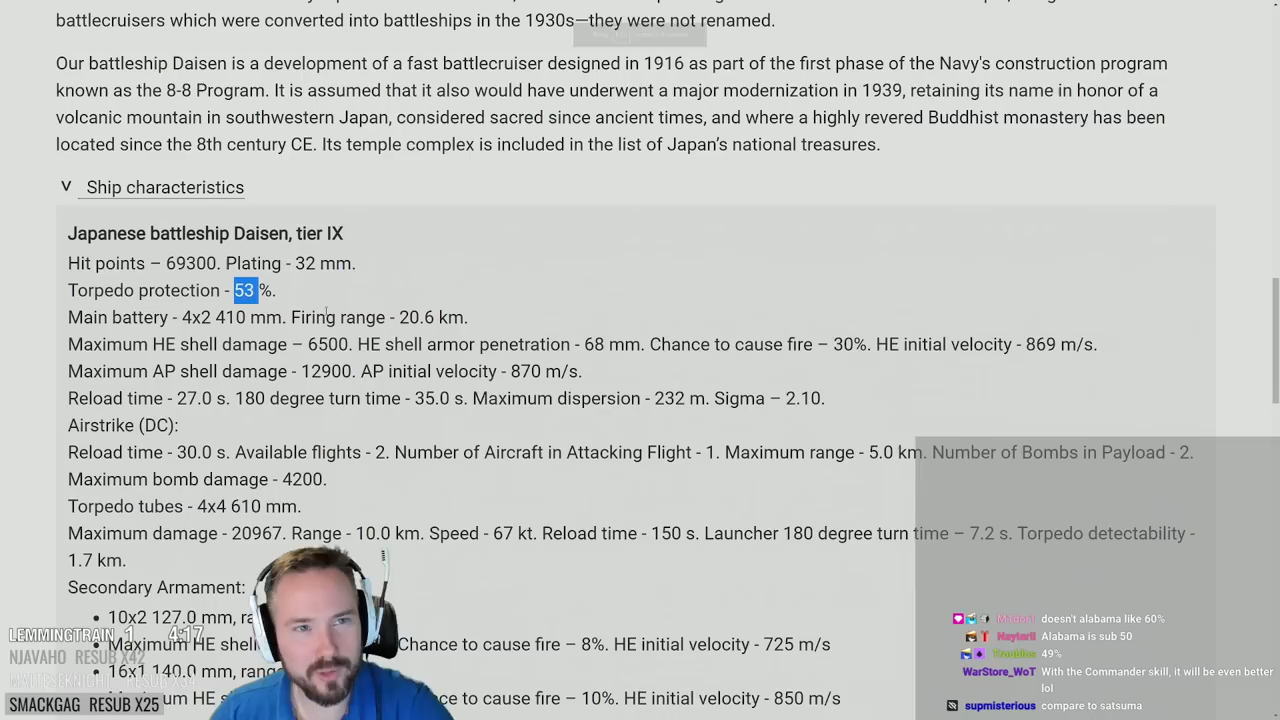 battlecruisers which were converted into battleships in the 1930s—they were not renamed.
Our battleship Daisen is a development of a fast battlecruiser designed in 1916 as part of the first phase of the Navy's construction program
known as the 8-8 Program. It is assumed that it also would have underwent a major modernization in 1939, retaining its name in honor of a
volcanic mountain in southwestern Japan, considered sacred since ancient times, and where a highly revered Buddhist monastery has been
located since the 8th century CE. Its temple complex is included in the list of Japan’s national treasures.
Ship characteristics
Japanese battleship Daisen, tier IX
Hit points – 69300. Plating - 32 mm.
Torpedo protection - 53 %.
Main battery - 4x2 410 mm. Firing range - 20.6 km.
Maximum HE shell damage – 6500. HE shell armor penetration - 68 mm. Chance to cause fire – 30%. HE initial velocity - 869 m/s.
Maximum AP shell damage - 12900. AP initial velocity - 870 m/s.
Reload time - 27.0 s. 180 degree turn time - 35.0 s. Maximum dispersion - 232 m. Sigma – 2.10.
Airstrike (DC):
Reload time - 30.0 s. Available flights - 2. Number of Aircraft in Attacking Flight - 1. Maximum range - 5.0 km. Number of Bombs in Payload - 2.
Maximum bomb damage - 4200.
Torpedo tubes - 4x4 610 mm.
Maximum damage - 20967. Range - 10.0 km. Speed - 67 kt. Reload time - 150 s. Launcher 180 degree turn time – 7.2 s. Torpedo detectability -
1.7 km.
Secondary Armament:
10x2 127.0 mm,
Maximum HE Chance to cause fire – 8%. HE initial velocity - 725 m/s
16x1 140.0 mm,
HE to cause fire – 10%. HE initial velocity - 850 m/s
LEMMINGTRAIN 1 4:17
NJAVAHO RESUB X42
SMACKGAG RESUB X25
doesn't alabama like 60%
Alabama is sub 50
49%
WarStore_WoT With the Commander skill, it will be even better
lol
supmisterious compare to satsuma